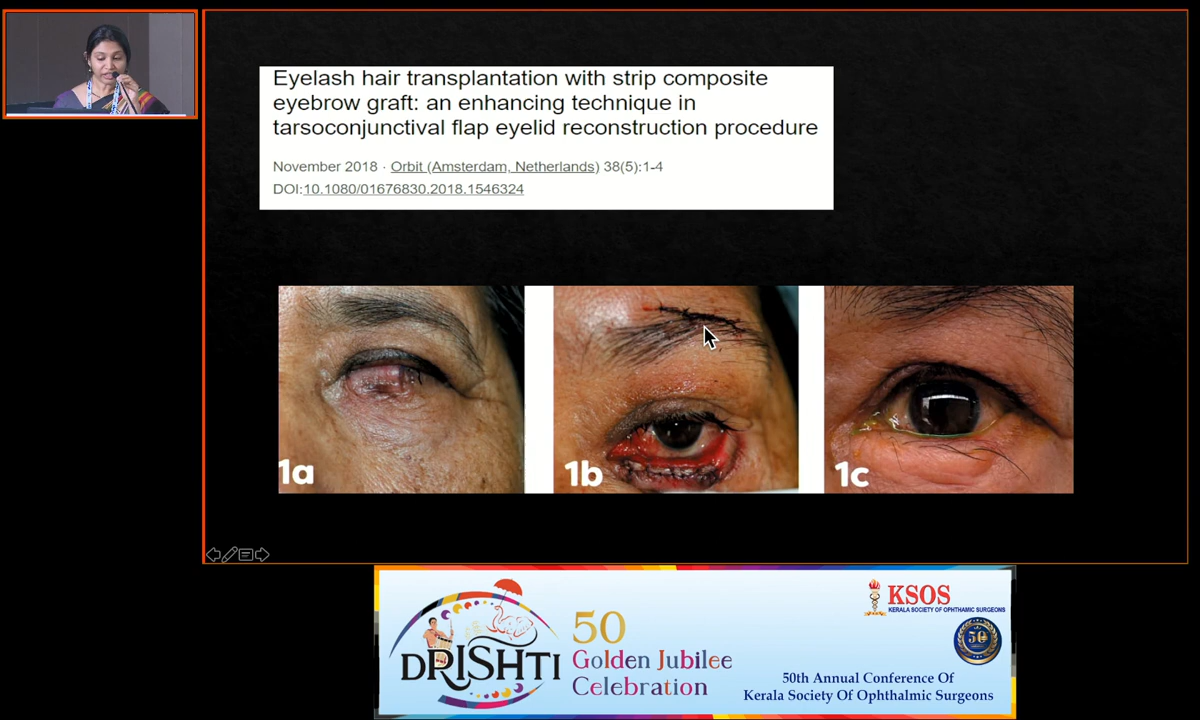 Eyelash hair transplantation with strip composite
eyebrow graft: an enhancing technique in
tarsoconjunctival flap eyelid reconstruction procedure
November 2018 · Orbit (Amsterdam, Netherlands) 38(5):1-4
DOI:10.1080/01676830.2018.1546324
1a
1b
1c
DRISHTI
50
Golden Jubilee
Celebration
KSOS
KERALA SOCIETY OF OPHTHAMIC SURGEONS
50
50th Annual Conference Of
Kerala Society Of Ophthalmic Surgeons